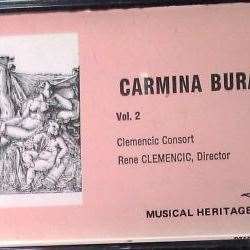 CARMINA BURA
Vol. 2
Clemencic Consort
Rene CLEMENCIC, Director
MUSICAL HERITAGE